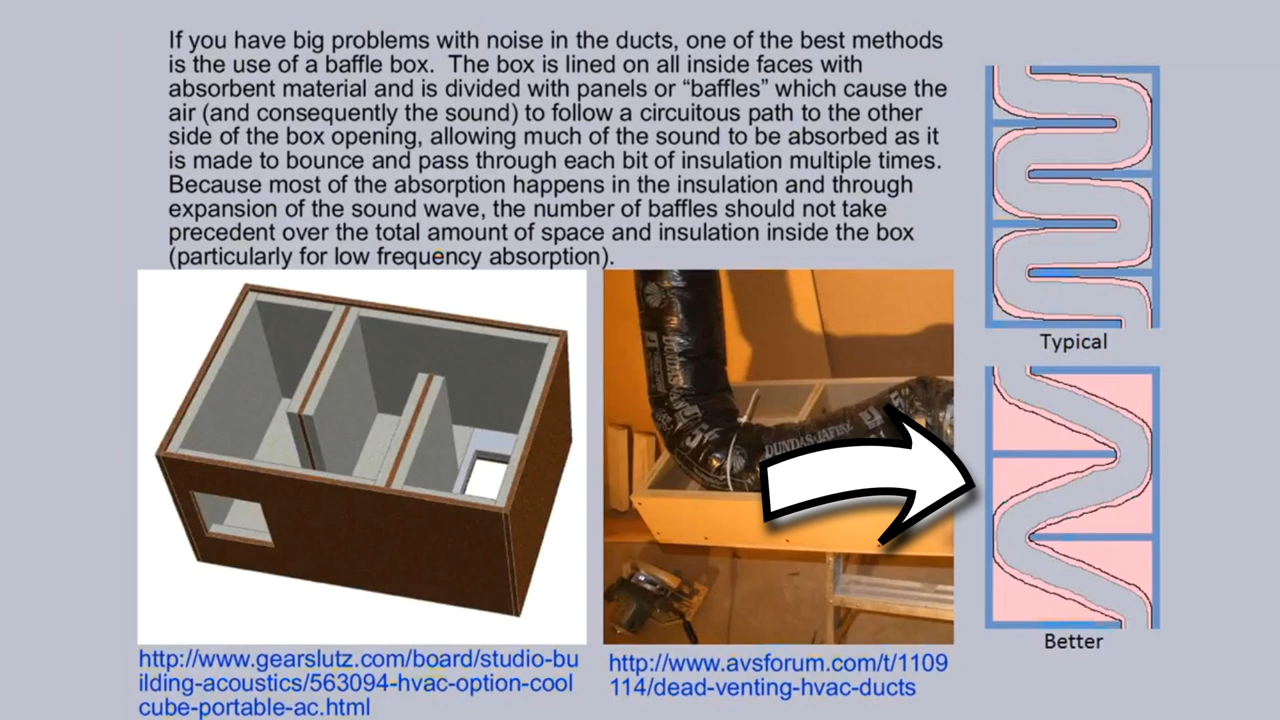 If you have big problems with noise in the ducts, one of the best methods
is the use of a baffle box.  The box is lined on all inside faces with
absorbent material and is divided with panels or “baffles” which cause the
air (and consequently the sound) to follow a circuitous path to the other
side of the box opening, allowing much of the sound to be absorbed as it
is made to bounce and pass through each bit of insulation multiple times.
Because most of the absorption happens in the insulation and through
expansion of the sound wave, the number of baffles should not take
precedent over the total amount of space and insulation inside the box
(particularly for low frequency absorption).
Typical
DUNDAS JAFINE
Better
http://www.gearslutz.com/board/studio-bu
ilding-acoustics/563094-hvac-option-cool
cube-portable-ac.html
http://www.avsforum.com/t/1109
114/dead-venting-hvac-ducts